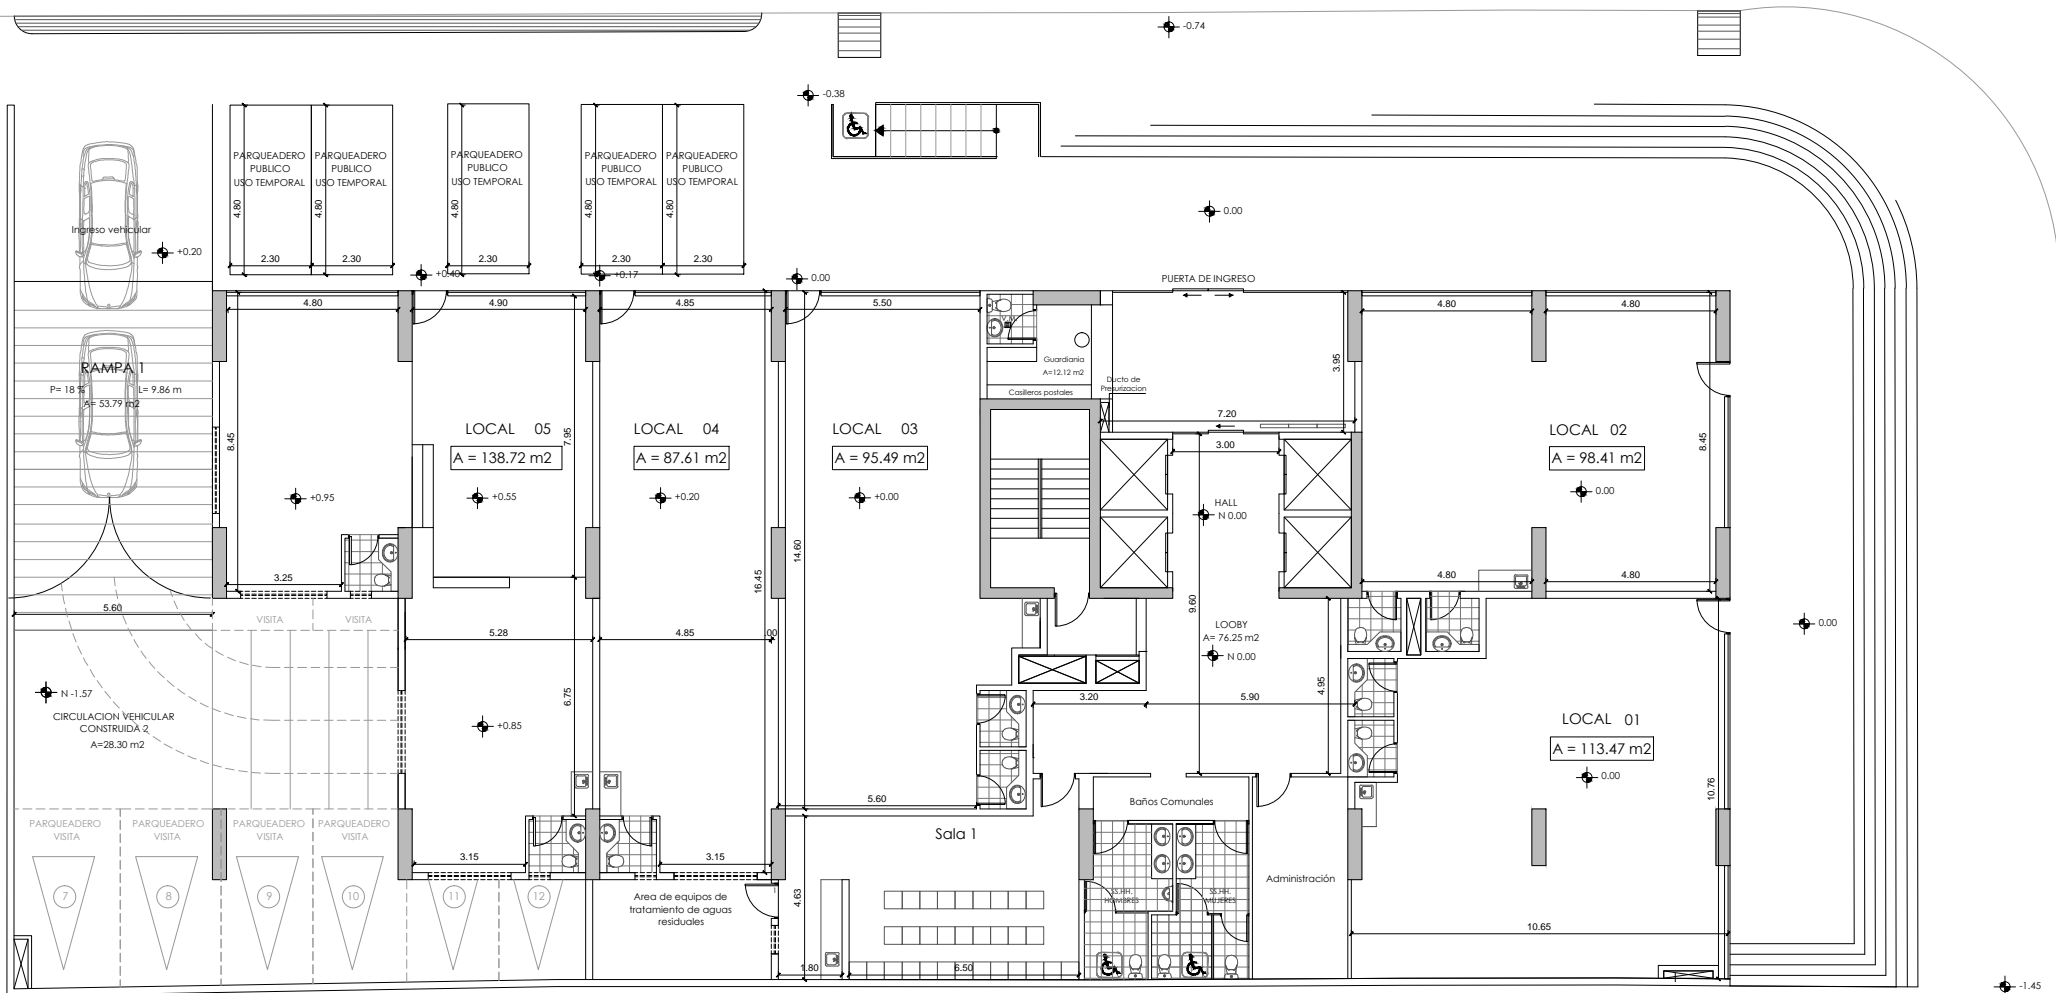 -0.74
-0.38
PARQUEADERO
PUBLICO
USO TEMPORAL
4.80
2.30
PARQUEADERO
PUBLICO
USO TEMPORAL
4.80
2.30
PARQUEADERO
PUBLICO
USO TEMPORAL
4.80
2.30
PARQUEADERO
PUBLICO
USO TEMPORAL
4.80
2.30
PARQUEADERO
PUBLICO
USO TEMPORAL
4.80
2.30
0.00
Ingreso vehicular
+0.20
+0.17
0.00
PUERTA DE INGRESO
4.80
4.90
4.85
5.50
4.80
4.80
RAMPA 1
P= 18 %
L= 9.86 m
A= 53.79 m2
8.45
+0.95
3.25
5.60
LOCAL 05
A = 138.72 m2
7.95
+0.55
LOCAL 04
A = 87.61 m2
+0.20
16.45
LOCAL 03
A = 95.49 m2
+0.00
14.60
Guardiania
A=12.12 m2
Casilleros postales
Ducto de
Presurizacion
3.95
7.20
3.00
HALL
N 0.00
9.60
LOOBY
A= 76.25 m2
N 0.00
4.95
3.20
5.90
LOCAL 02
A = 98.41 m2
0.00
8.45
4.80
4.80
0.00
VISITA
VISITA
5.28
4.85
.00
N -1.57
CIRCULACION VEHICULAR
CONSTRUIDA 2
A=28.30 m2
+0.85
6.75
LOCAL 01
A = 113.47 m2
0.00
10.76
10.65
5.60
Sala 1
4.63
1.80
6.50
Baños Comunales
SS.HH.
HOMBRES
SS.HH.
MUJERES
Administración
PARQUEADERO
VISITA
7
PARQUEADERO
VISITA
8
PARQUEADERO
VISITA
9
PARQUEADERO
VISITA
10
11
12
3.15
3.15
Area de equipos de
tratamiento de aguas
residuales
-1.45